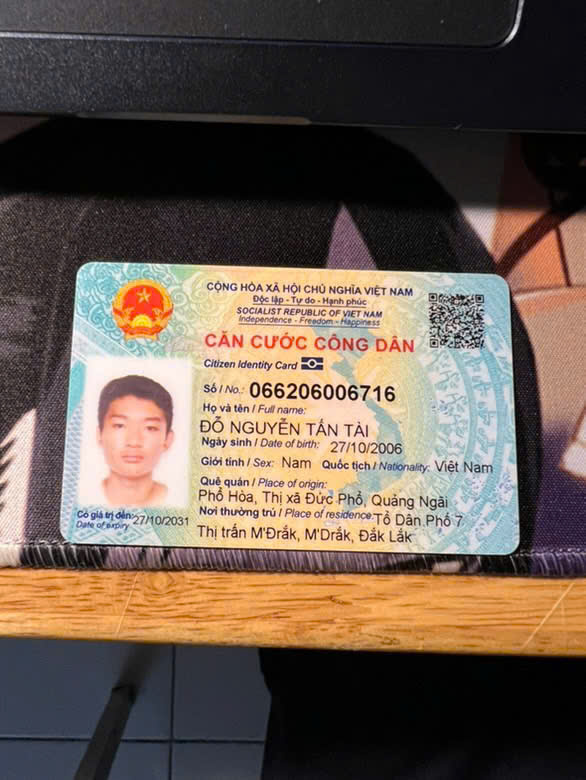 CỘNG HÒA XÃ HỘI CHỦ NGHĨA VIỆT NAM
Độc lập - Tự do - Hạnh phúc
SOCIALIST REPUBLIC OF VIET NAM
Independence - Freedom - Happiness
CĂN CƯỚC CÔNG DÂN
Citizen Identity Card
Số / No.: 066206006716
Họ và tên / Full name:
ĐỖ NGUYỄN TẤN TÀI
Ngày sinh / Date of birth: 27/10/2006
Giới tính / Sex: Nam Quốc tịch / Nationality: Việt Nam
Quê quán / Place of origin:
Phổ Hòa, Thị xã Đức Phổ, Quảng Ngãi
Nơi thường trú / Place of residence: Tổ Dân Phố 7
Thị trấn M'Đrắk, M'Drắk, Đắk Lắk
Có giá trị đến: 27/10/2031
Date of expiry